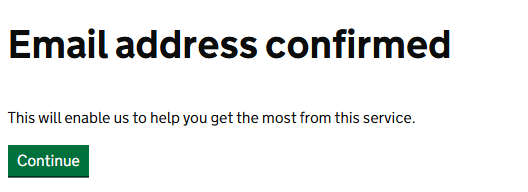 Email address confirmed
This will enable us to help you get the most from this service.
Continue